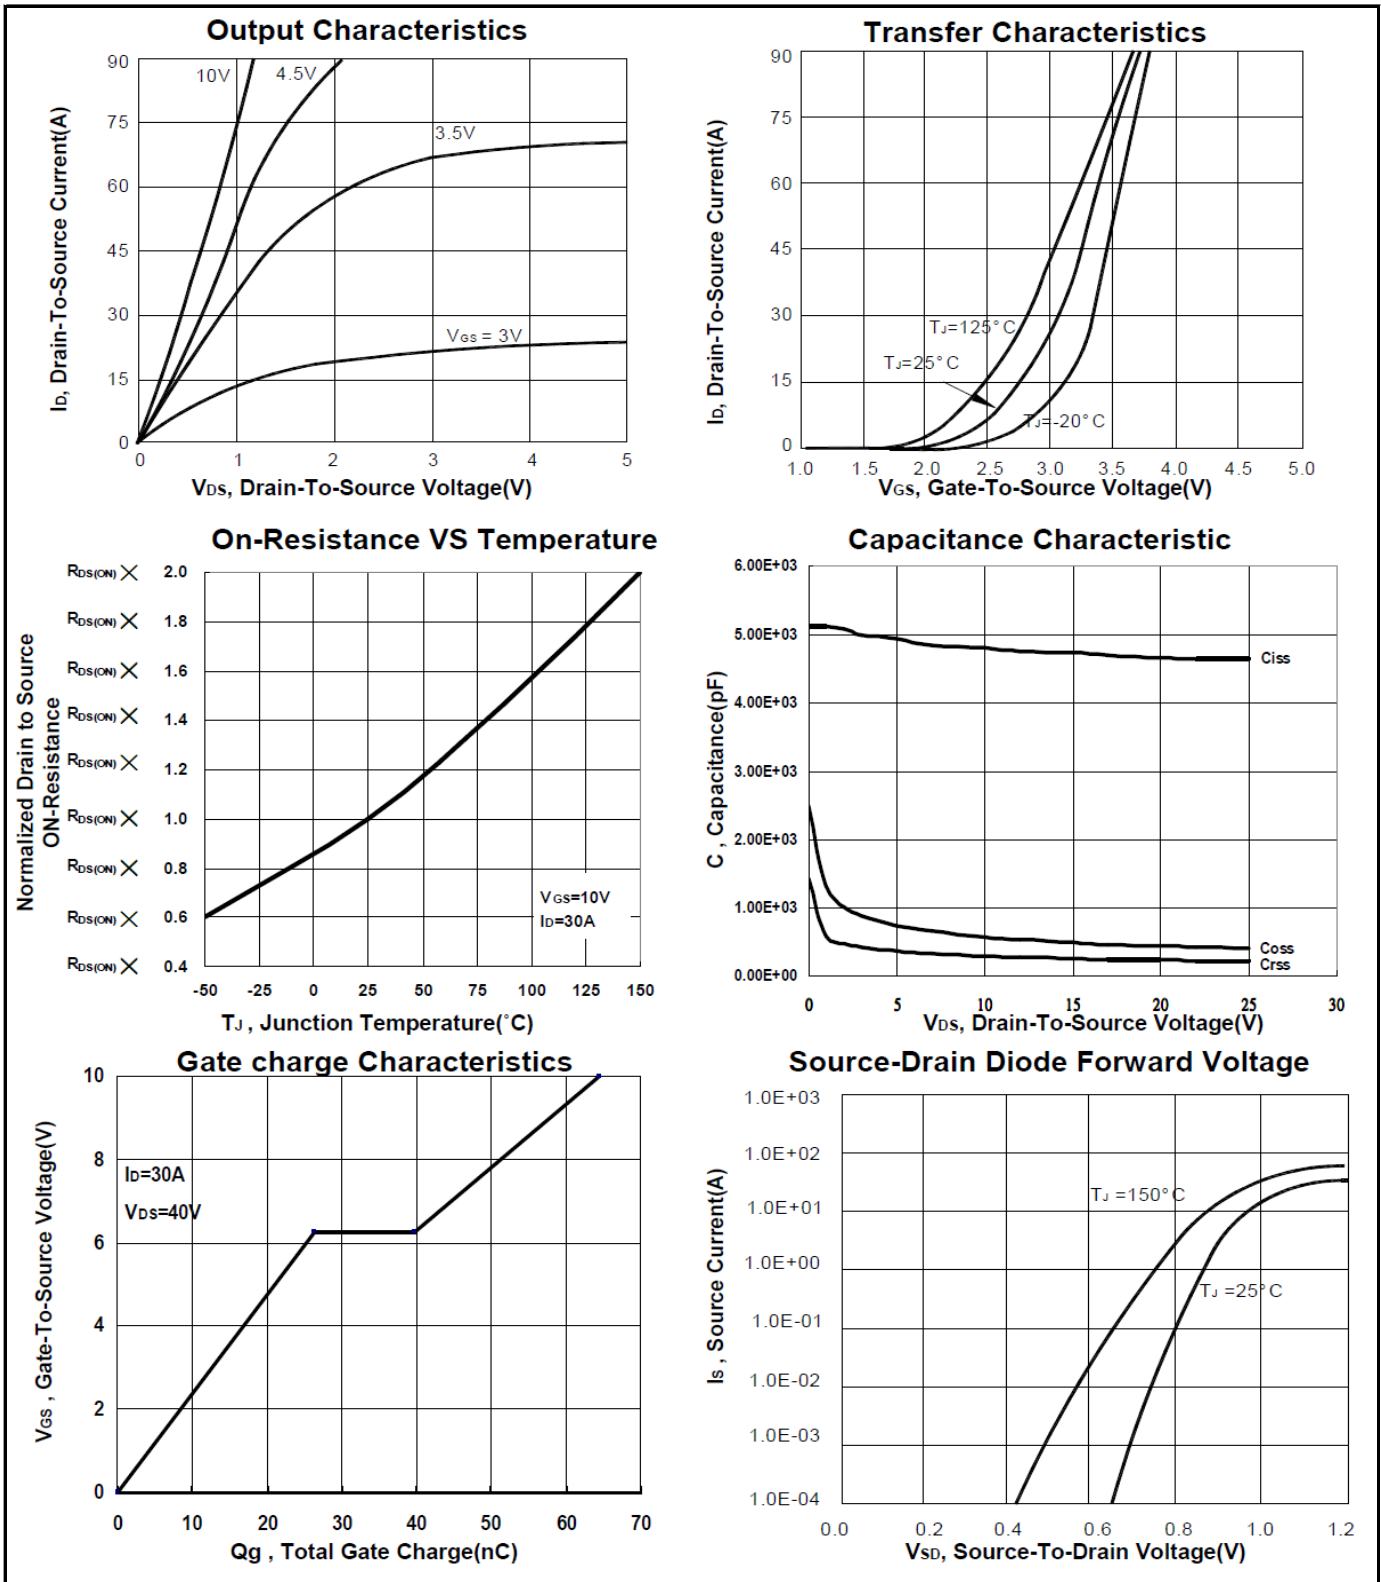 Output Characteristics
ID, Drain-To-Source Current(A)
90
75
60
45
30
15
0
10V
4.5V
3.5V
VGS = 3V
0 1 2 3 4 5
VDS, Drain-To-Source Voltage(V)
Transfer Characteristics
ID, Drain-To-Source Current(A)
90
75
60
45
30
15
0
TJ=125°C
TJ=25°C
TJ=-20°C
1.0 1.5 2.0 2.5 3.0 3.5 4.0 4.5 5.0
VGS, Gate-To-Source Voltage(V)
On-Resistance VS Temperature
Normalized Drain to Source
ON-Resistance
RDS(ON) X 2.0
RDS(ON) X 1.8
RDS(ON) X 1.6
RDS(ON) X 1.4
RDS(ON) X 1.2
RDS(ON) X 1.0
RDS(ON) X 0.8
RDS(ON) X 0.6
RDS(ON) X 0.4
VGS=10V
ID=30A
-50 -25 0 25 50 75 100 125 150
TJ , Junction Temperature(˚C)
Capacitance Characteristic
C , Capacitance(pF)
6.00E+03
5.00E+03
4.00E+03
3.00E+03
2.00E+03
1.00E+03
0.00E+00
Ciss
Coss
Crss
0 5 10 15 20 25 30
VDS, Drain-To-Source Voltage(V)
Gate charge Characteristics
VGS , Gate-To-Source Voltage(V)
10
8
6
4
2
0
ID=30A
VDS=40V
0 10 20 30 40 50 60 70
Qg , Total Gate Charge(nC)
Source-Drain Diode Forward Voltage
IS , Source Current(A)
1.0E+03
1.0E+02
1.0E+01
1.0E+00
1.0E-01
1.0E-02
1.0E-03
1.0E-04
TJ =150°C
TJ =25°C
0.0 0.2 0.4 0.6 0.8 1.0 1.2
VSD, Source-To-Drain Voltage(V)